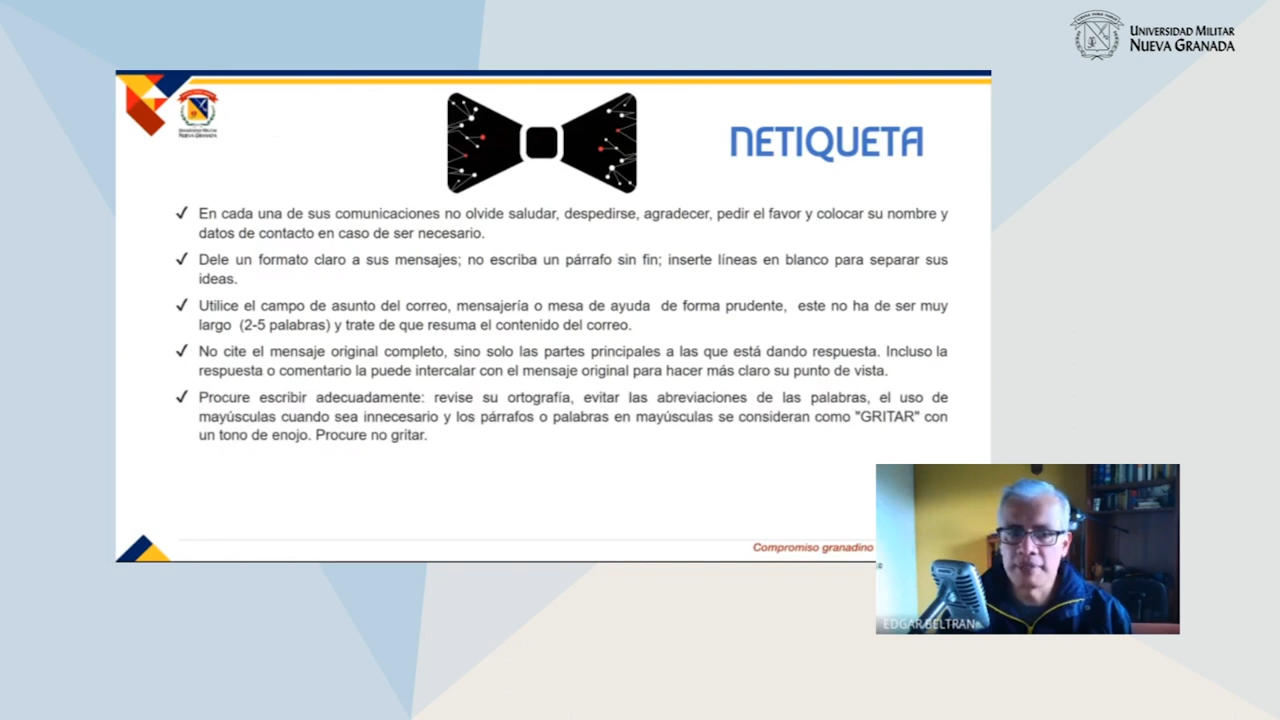 UNIVERSIDAD MILITAR
NUEVA GRANADA
UNIVERSIDAD MILITAR
NUEVA GRANADA
NETIQUETA
✓ En cada una de sus comunicaciones no olvide saludar, despedirse, agradecer, pedir el favor y colocar su nombre y
datos de contacto en caso de ser necesario.
✓ Dele un formato claro a sus mensajes; no escriba un párrafo sin fin; inserte líneas en blanco para separar sus
ideas.
✓ Utilice el campo de asunto del correo, mensajería o mesa de ayuda de forma prudente, este no ha de ser muy
largo (2-5 palabras) y trate de que resuma el contenido del correo.
✓ No cite el mensaje original completo, sino solo las partes principales a las que está dando respuesta. Incluso la
respuesta o comentario la puede intercalar con el mensaje original para hacer más claro su punto de vista.
✓ Procure escribir adecuadamente: revise su ortografía, evitar las abreviaciones de las palabras, el uso de
mayúsculas cuando sea innecesario y los párrafos o palabras en mayúsculas se consideran como "GRITAR" con
un tono de enojo. Procure no gritar.
Compromiso granadino
EDGAR BELTRAN